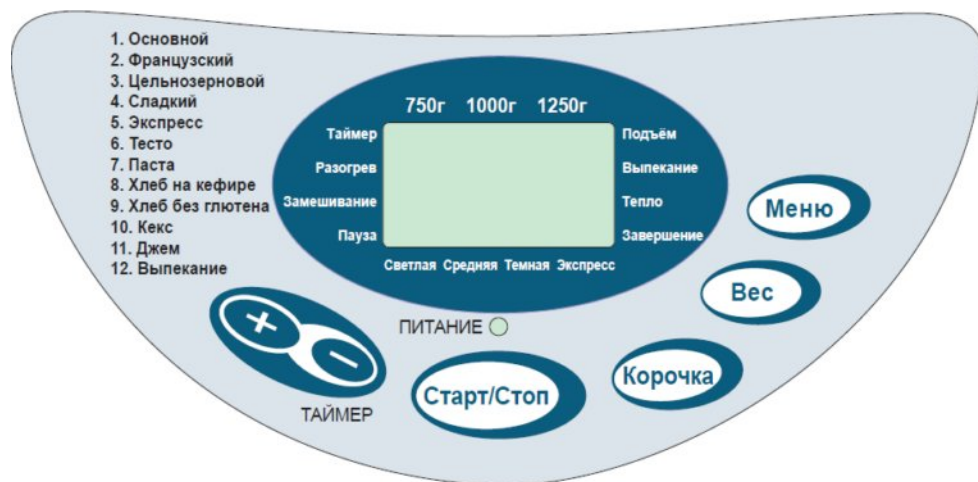 1. Основной
2. Французский
3. Цельнозерновой
4. Сладкий
5. Экспресс
6. Тесто
7. Паста
8. Хлеб на кефире
9. Хлеб без глютена
10. Кекс
11. Джем
12. Выпекание
750г 1000г 1250г
Таймер
Разогрев
Замешивание
Пауза
Подъём
Выпекание
Тепло
Завершение
Светлая Средняя Темная Экспресс
Меню
Вес
Корочка
ПИТАНИЕ
Старт/Стоп
+
−
ТАЙМЕР